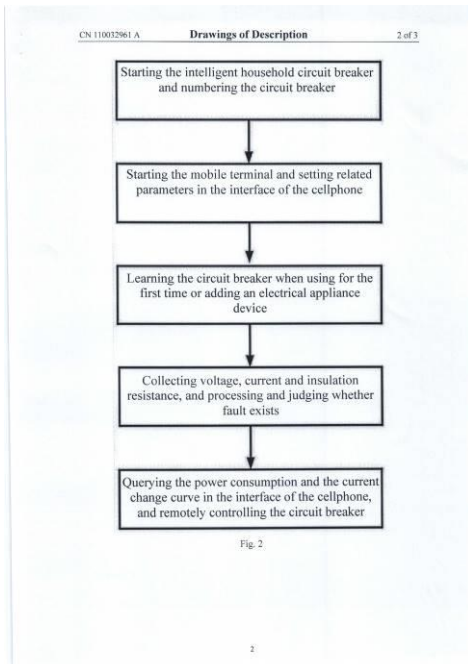 CN 110032961 A Drawings of Description 2 of 3
Starting the intelligent household circuit breaker
and numbering the circuit breaker
Starting the mobile terminal and setting related
parameters in the interface of the cellphone
Learning the circuit breaker when using for the
first time or adding an electrical appliance
device
Collecting voltage, current and insulation
resistance, and processing and judging whether
fault exists
Querying the power consumption and the current
change curve in the interface of the cellphone,
and remotely controlling the circuit breaker
Fig. 2
2